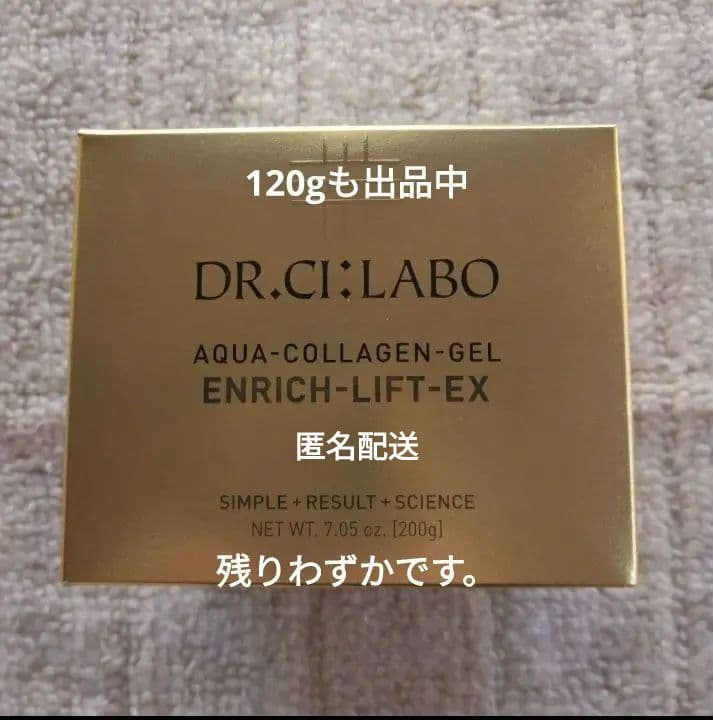 120gも出品中
DR.CI:LABO
AQUA-COLLAGEN-GEL
ENRICH-LIFT-EX
匿名配送
SIMPLE+RESULT+SCIENCE
NET WT. 7.05 oz. [200g]
残りわずかです。